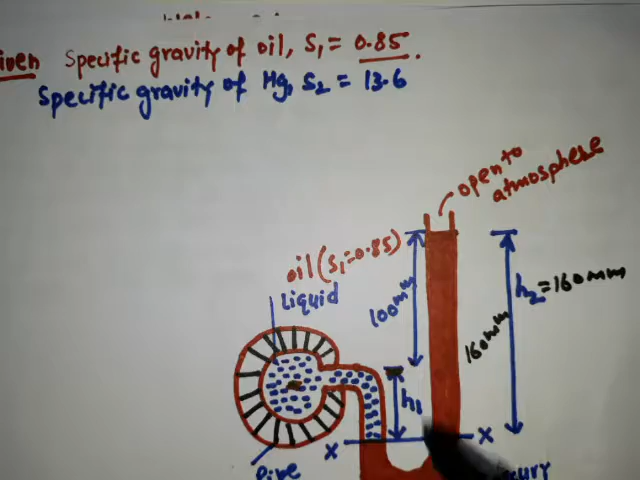 Given Specific gravity of oil, S₁ = 0.85.
Specific gravity of Hg, S₂ = 13.6
open to
atmosphere
oil (S₁=0.85)
Liquid
100mm
160mm
h₂=160mm
h₁
X
X
Pipe